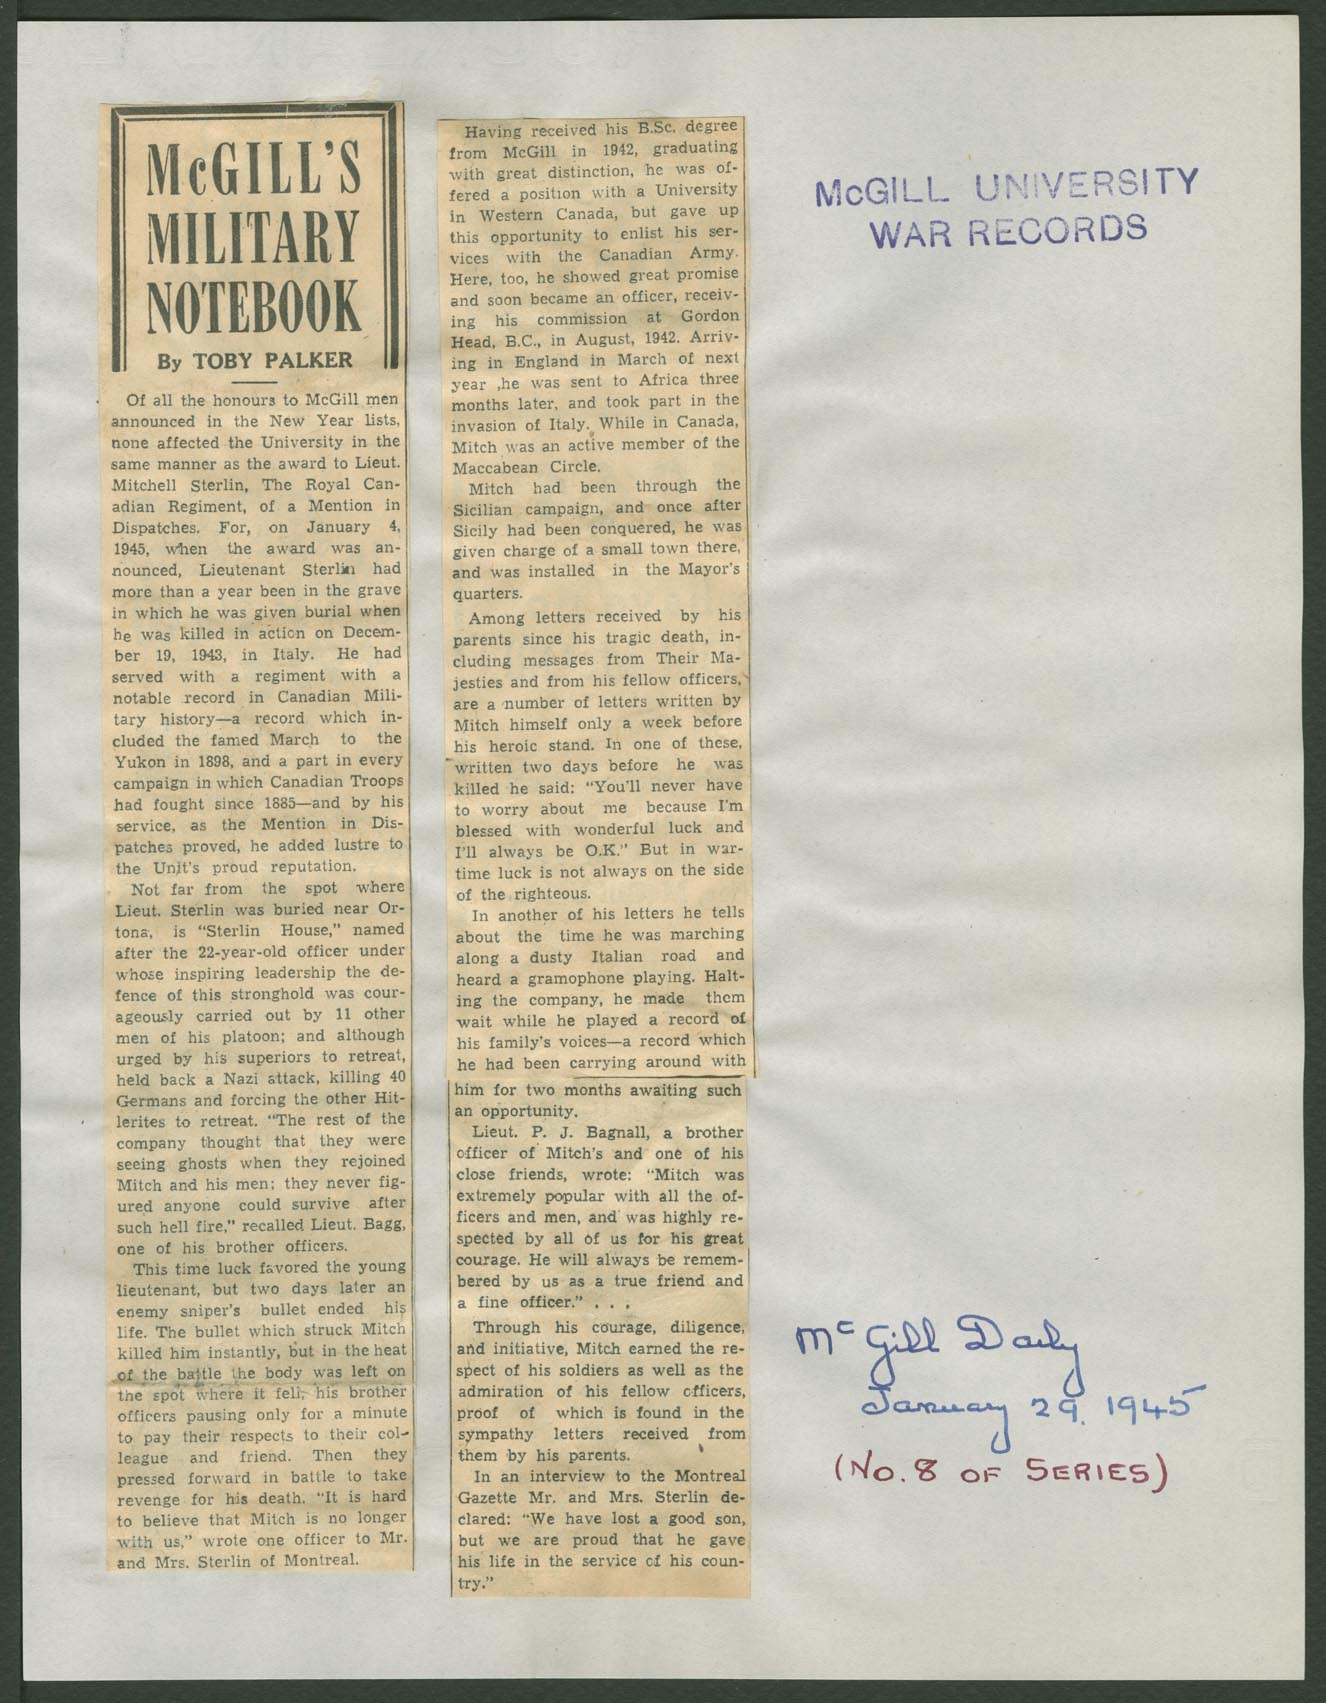 McGILL'S
MILITARY
NOTEBOOK
By TOBY PALKER
Of all the honours to McGill men
announced in the New Year lists,
none affected the University in the
same manner as the award to Lieut.
Mitchell Sterlin, The Royal Can-
adian Regiment, of a Mention in
Dispatches. For, on January 4,
1945, when the award was an-
nounced, Lieutenant Sterlin had
more than a year been in the grave
in which he was given burial when
he was killed in action on Decem-
ber 19, 1943, in Italy. He had
served with a regiment with a
notable record in Canadian Mili-
tary history—a record which in-
cluded the famed March to the
Yukon in 1898, and a part in every
campaign in which Canadian Troops
had fought since 1885—and by his
service, as the Mention in Dis-
patches proved, he added lustre to
the Unit's proud reputation.
Not far from the spot where
Lieut. Sterlin was buried near Or-
tona, is "Sterlin House," named
after the 22-year-old officer under
whose inspiring leadership the de-
fence of this stronghold was cour-
ageously carried out by 11 other
men of his platoon; and although
urged by his superiors to retreat,
held back a Nazi attack, killing 40
Germans and forcing the other Hit-
lerites to retreat. "The rest of the
company thought that they were
seeing ghosts when they rejoined
Mitch and his men; they never fig-
ured anyone could survive after
such hell fire," recalled Lieut. Bagg,
one of his brother officers.
This time luck favored the young
lieutenant, but two days later an
enemy sniper's bullet ended his
life. The bullet which struck Mitch
killed him instantly, but in the heat
of the battle the body was left on
the spot where it fell, his brother
officers pausing only for a minute
to pay their respects to their col-
league and friend. Then they
pressed forward in battle to take
revenge for his death. "It is hard
to believe that Mitch is no longer
with us," wrote one officer to Mr.
and Mrs. Sterlin of Montreal.
Having received his B.Sc. degree
from McGill in 1942, graduating
with great distinction, he was of-
fered a position with a University
in Western Canada, but gave up
this opportunity to enlist his ser-
vices with the Canadian Army.
Here, too, he showed great promise
and soon became an officer, receiv-
ing his commission at Gordon
Head, B.C., in August, 1942. Arriv-
ing in England in March of next
year ,he was sent to Africa three
months later, and took part in the
invasion of Italy. While in Canada,
Mitch was an active member of the
Maccabean Circle.
Mitch had been through the
Sicilian campaign, and once after
Sicily had been conquered, he was
given charge of a small town there,
and was installed in the Mayor's
quarters.
Among letters received by his
parents since his tragic death, in-
cluding messages from Their Ma-
jesties and from his fellow officers,
are a number of letters written by
Mitch himself only a week before
his heroic stand. In one of these,
written two days before he was
killed he said: "You'll never have
to worry about me because I'm
blessed with wonderful luck and
I'll always be O.K." But in war-
time luck is not always on the side
of the righteous.
In another of his letters he tells
about the time he was marching
along a dusty Italian road and
heard a gramophone playing. Halt-
ing the company, he made them
wait while he played a record of
his family's voices—a record which
he had been carrying around with
him for two months awaiting such
an opportunity.
Lieut. P. J. Bagnall, a brother
officer of Mitch's and one of his
close friends, wrote: "Mitch was
extremely popular with all the of-
ficers and men, and was highly re-
spected by all of us for his great
courage. He will always be remem-
bered by us as a true friend and
a fine officer." . . .
Through his courage, diligence,
and initiative, Mitch earned the re-
spect of his soldiers as well as the
admiration of his fellow officers,
proof of which is found in the
sympathy letters received from
them by his parents.
In an interview to the Montreal
Gazette Mr. and Mrs. Sterlin de-
clared: "We have lost a good son,
but we are proud that he gave
his life in the service of his coun-
try."
McGILL UNIVERSITY
WAR RECORDS
McGill Daily
January 29, 1945
(No. 8 OF SERIES)